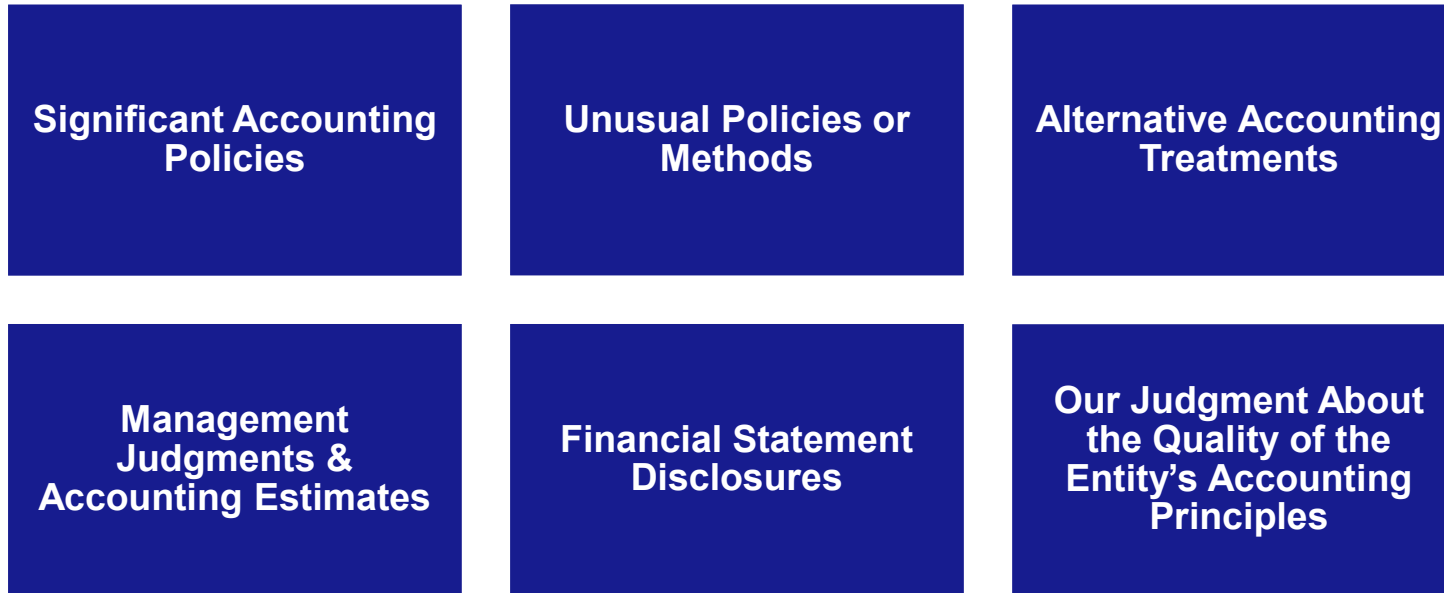 Significant Accounting
Policies
Unusual Policies or
Methods
Alternative Accounting
Treatments
Management
Judgments &
Accounting Estimates
Financial Statement
Disclosures
Our Judgment About
the Quality of the
Entity’s Accounting
Principles